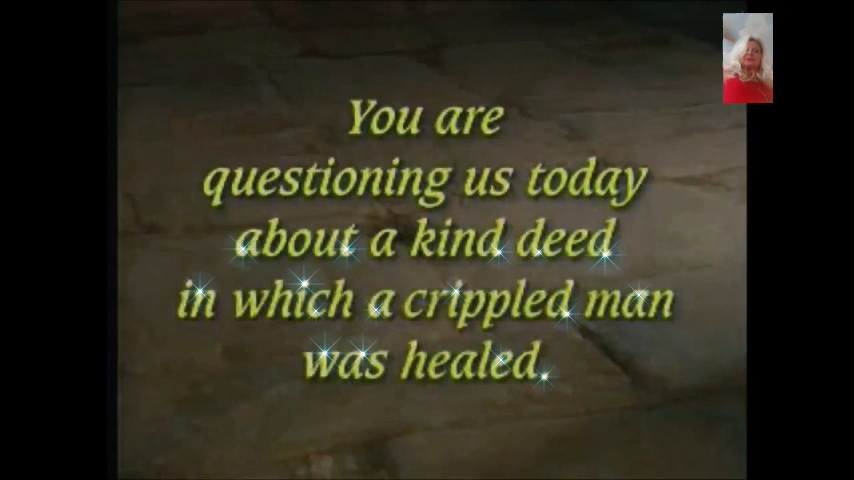 You are
questioning us today
about a kind deed
in which a crippled man
was healed.